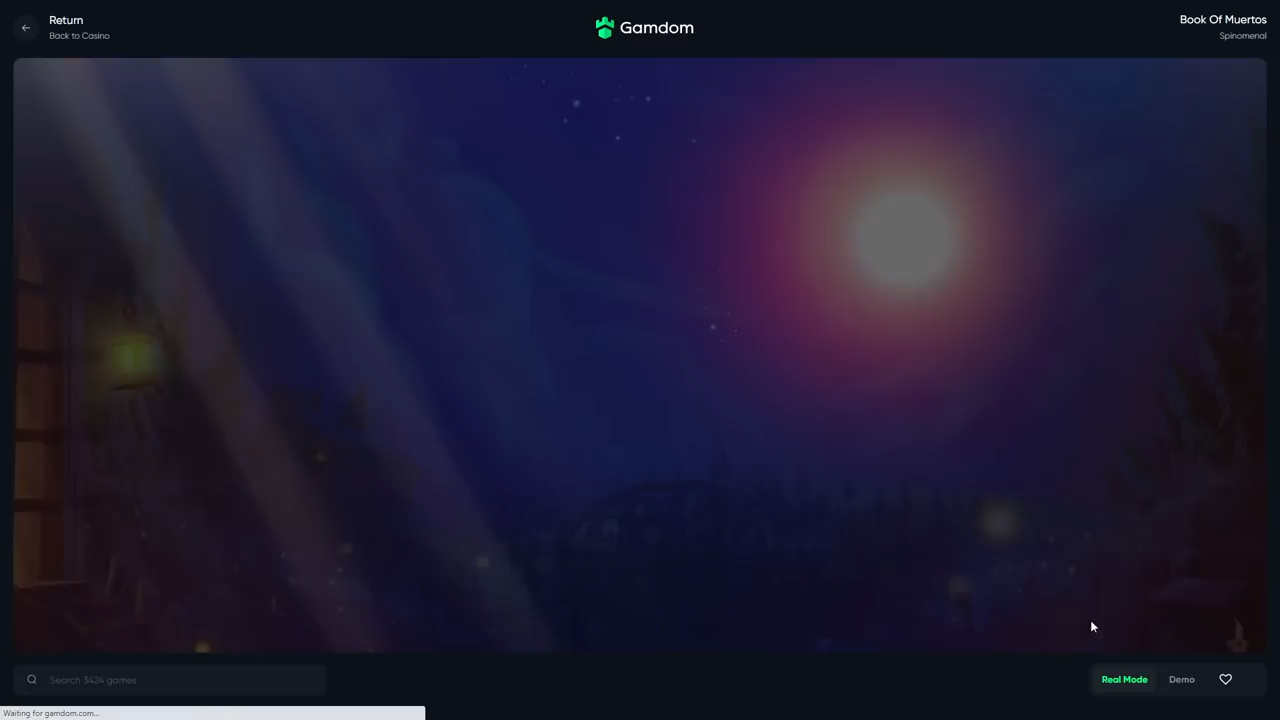 Return
Back to Casino
Gamdom
Book Of Muertos
Spinomenal
Search 3424 games
Real Mode
Demo
Waiting for gamdom.com...